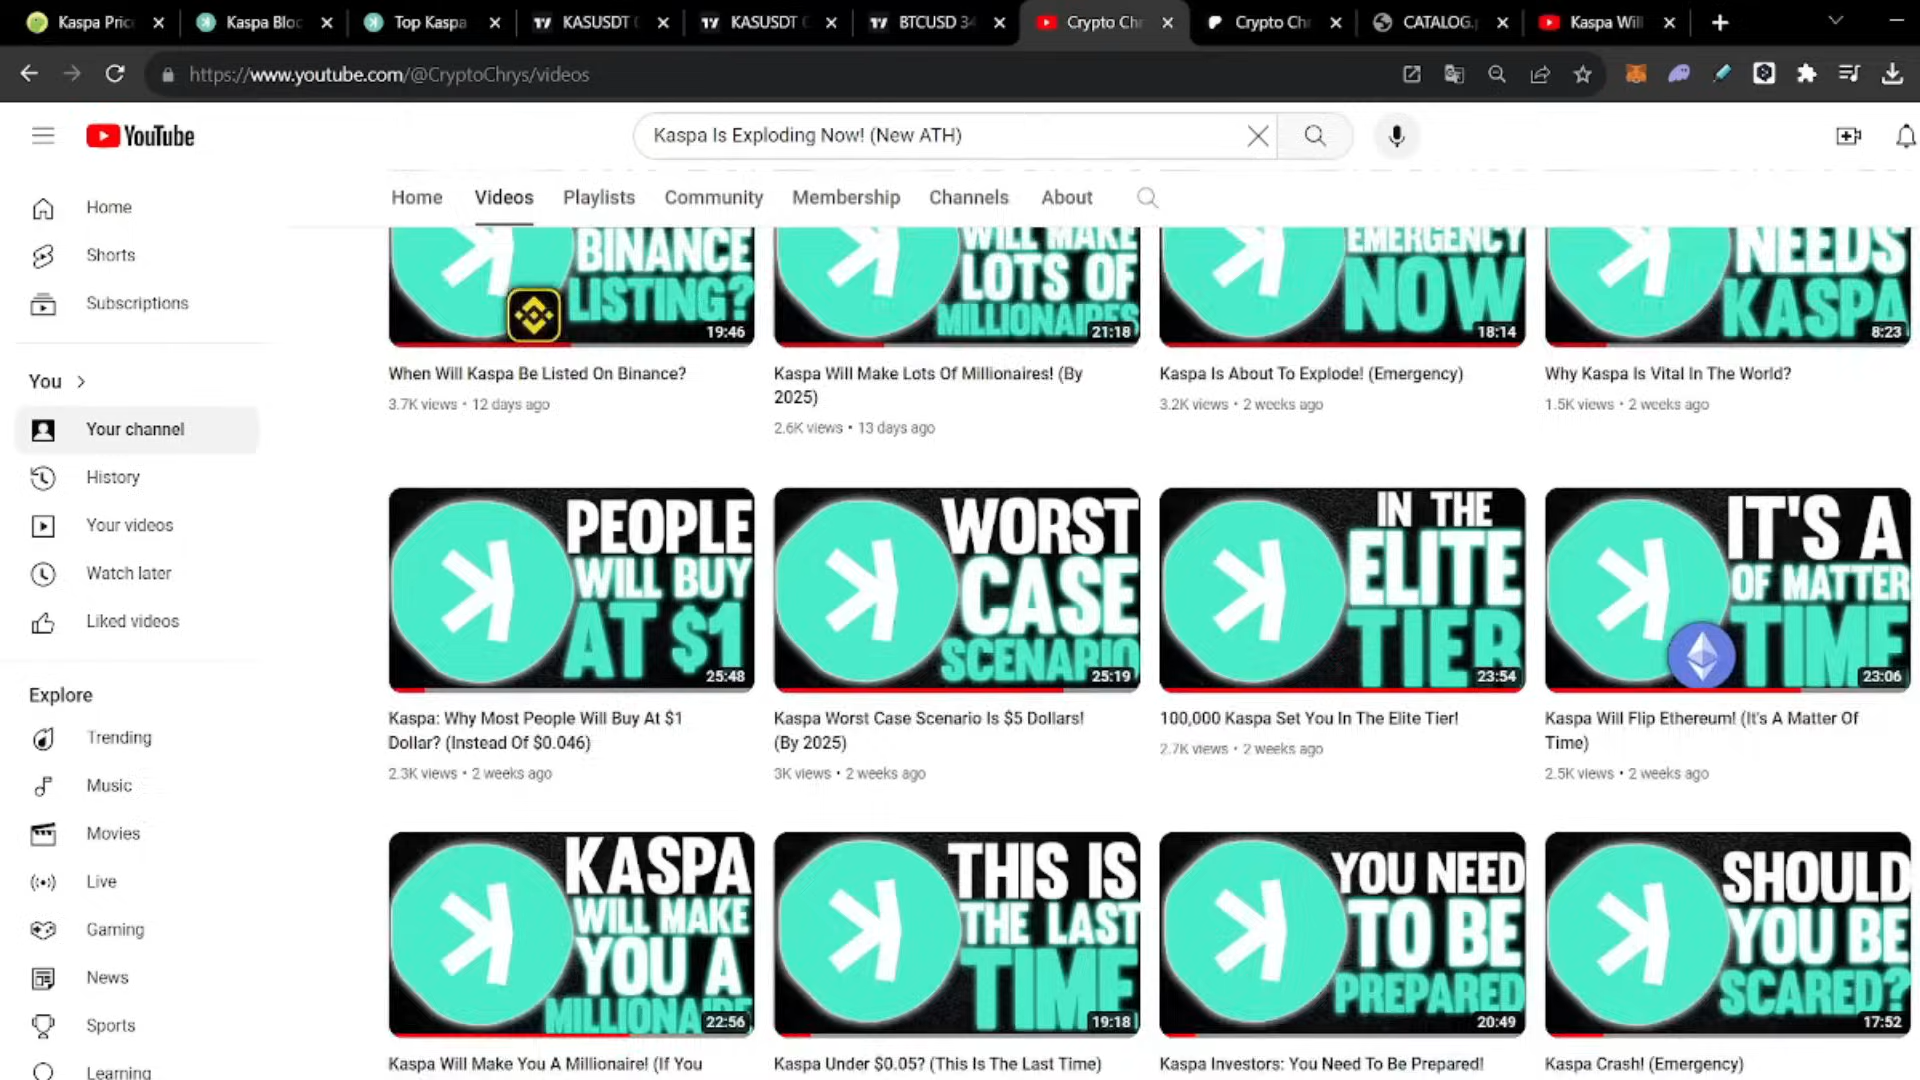 Kaspa Pric
Kaspa Bloc
Top Kaspa
KASUSDT
KASUSDT
BTCUSD 34
Crypto Chr
Crypto Chr
CATALOG.
Kaspa Will
https://www.youtube.com/@CryptoChrys/videos
YouTube
Kaspa Is Exploding Now! (New ATH)
Home
Videos
Playlists
Community
Membership
Channels
About
Home
Shorts
Subscriptions
You
Your channel
History
Your videos
Watch later
Liked videos
Explore
Trending
Music
Movies
Live
Gaming
News
Sports
Learning
BINANCE
LISTING?
19:46
When Will Kaspa Be Listed On Binance?
3.7K views • 12 days ago
WILL MAKE
LOTS OF
MILLIONAIRES
21:18
Kaspa Will Make Lots Of Millionaires! (By
2025)
2.6K views • 13 days ago
EMERGENCY
NOW
18:14
Kaspa Is About To Explode! (Emergency)
3.2K views • 2 weeks ago
NEEDS
KASPA
8:23
Why Kaspa Is Vital In The World?
1.5K views • 2 weeks ago
PEOPLE
WILL BUY
AT $1
25:48
Kaspa: Why Most People Will Buy At $1
Dollar? (Instead Of $0.046)
2.3K views • 2 weeks ago
WORST
CASE
SCENARIO
25:19
Kaspa Worst Case Scenario Is $5 Dollars!
(By 2025)
3K views • 2 weeks ago
IN THE
ELITE
TIER
23:54
100,000 Kaspa Set You In The Elite Tier!
2.7K views • 2 weeks ago
IT'S A
OF MATTER
TIME
23:06
Kaspa Will Flip Ethereum! (It's A Matter Of
Time)
2.5K views • 2 weeks ago
KASPA
WILL MAKE
YOU A
MILLIONAIRE
22:56
Kaspa Will Make You A Millionaire! (If You
THIS IS
THE LAST
TIME
19:18
Kaspa Under $0.05? (This Is The Last Time)
YOU NEED
TO BE
PREPARED
20:49
Kaspa Investors: You Need To Be Prepared!
SHOULD
YOU BE
SCARED?
17:52
Kaspa Crash! (Emergency)